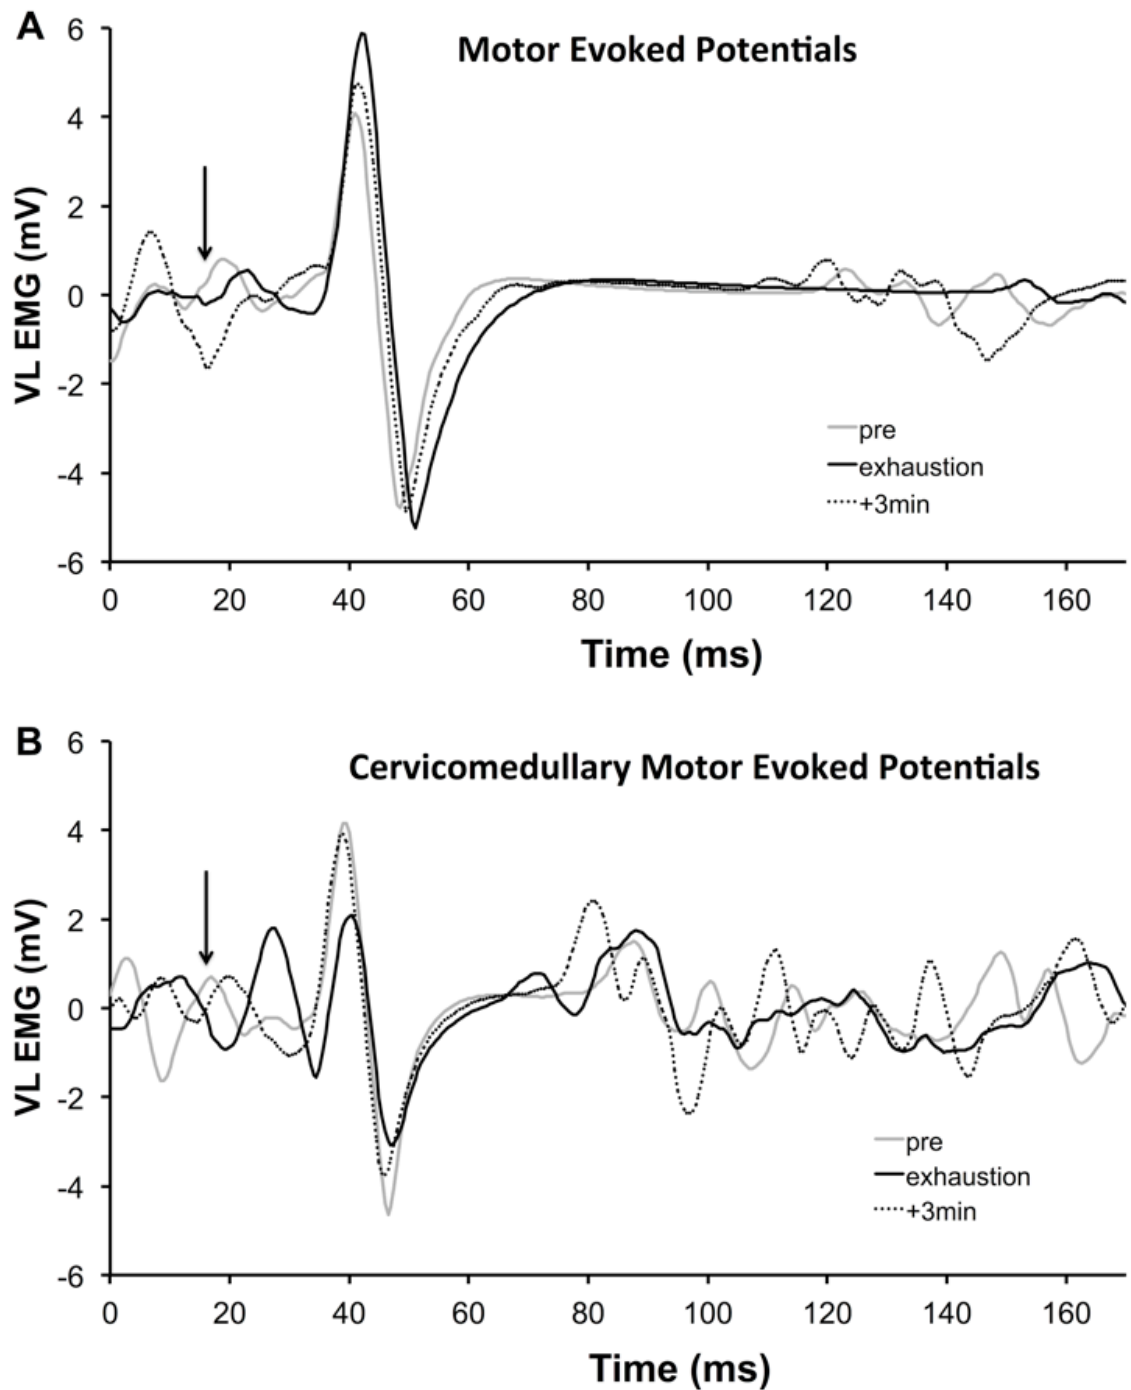 A
Motor Evoked Potentials
VL EMG (mV)
6
4
2
0
-2
-4
-6
pre
exhaustion
+3min
0 20 40 60 80 100 120 140 160
Time (ms)
B
Cervicomedullary Motor Evoked Potentials
VL EMG (mV)
6
4
2
0
-2
-4
-6
pre
exhaustion
+3min
0 20 40 60 80 100 120 140 160
Time (ms)